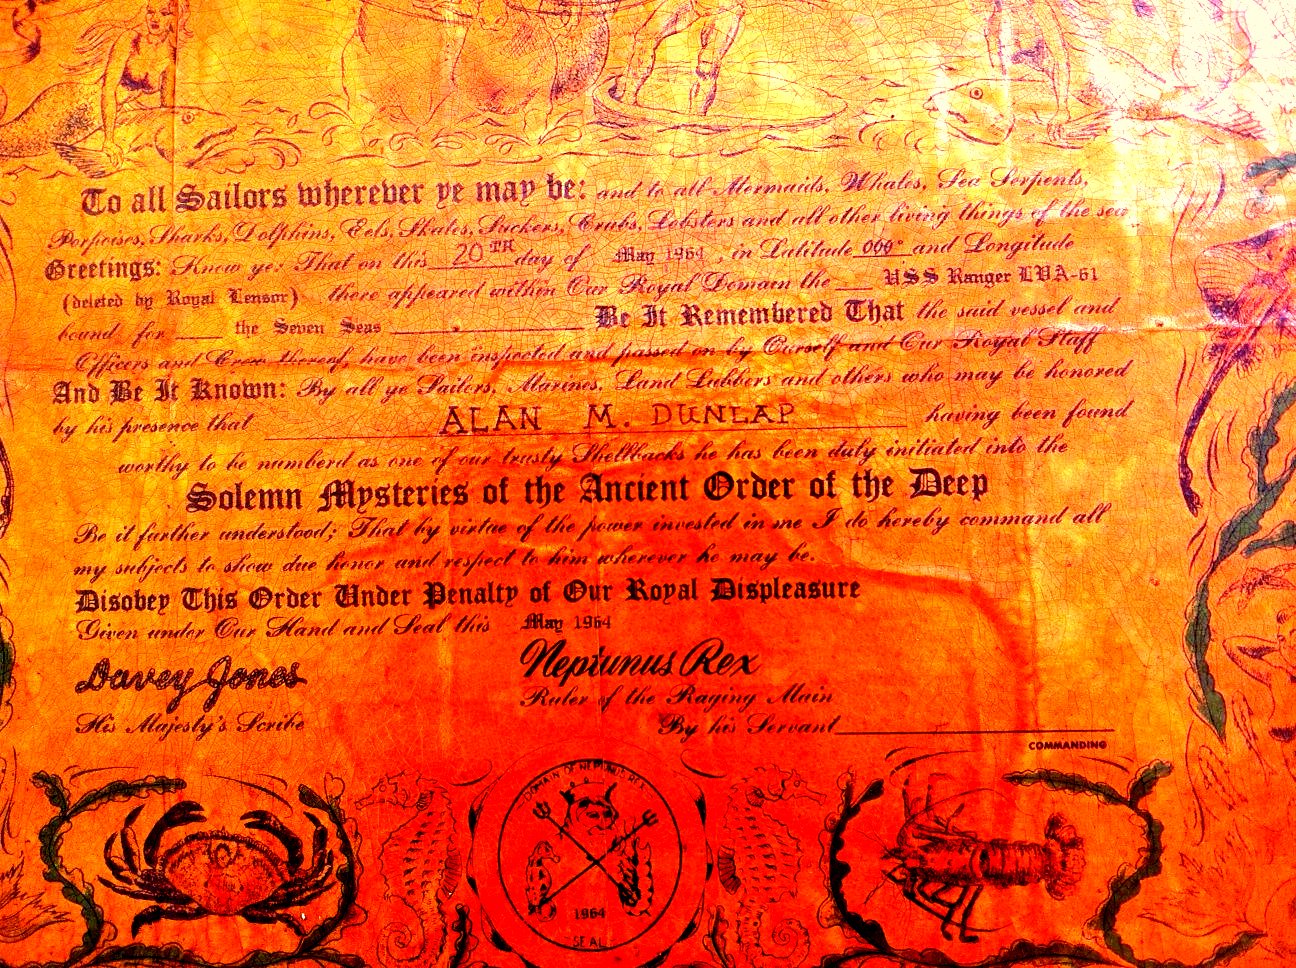 To all Sailors wherever ye may be: and to all Mermaids, Whales, Sea Serpents,
Porpoises, Sharks, Dolphins, Eels, Skates, Suckers, Crabs, Lobsters and all other living things of the sea
Greetings: Know ye: That on this 20TH day of May 1964, in Latitude 000° and Longitude
(deleted by Royal Censor) there appeared within Our Royal Domain the USS Ranger CVA-61
bound for the Seven Seas Be It Remembered That the said vessel and
Officers and Crew thereof, have been inspected and passed on by Ourself and Our Royal Staff
And Be It Known: By all ye Sailors, Marines, Land Lubbers and others who may be honored
by his presence that ALAN M. DUNLAP having been found
worthy to be numberd as one of our trusty Shellbacks he has been duly initiated into the
Solemn Mysteries of the Ancient Order of the Deep
Be it further understood: That by virtue of the power invested in me I do hereby command all
my subjects to show due honor and respect to him wherever he may be.
Disobey This Order Under Penalty of Our Royal Displeasure
Given under Our Hand and Seal this May 1964
Davey Jones Neptunus Rex
Ruler of the Raging Main
His Majesty's Scribe By his Servant
COMMANDING
DOMAIN OF NEPTUNUS REX
1964
SEAL